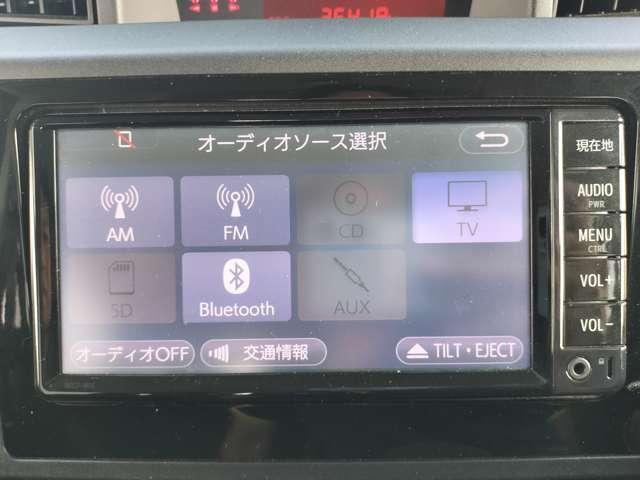 オーディオソース選択
現在地
AM
FM
CD
TV
AUDIO
PWR
SD
Bluetooth
AUX
MENU
CTRL
VOL+
VOL-
オーディオOFF
交通情報
TILT・EJECT